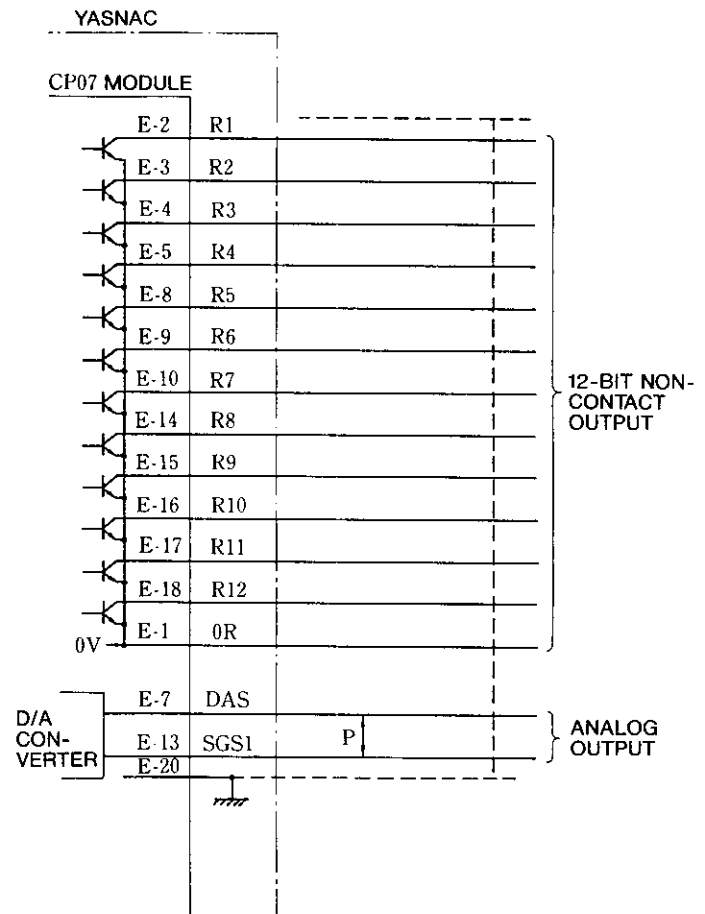 YASNAC
CP07 MODULE
E-2 R1
E-3 R2
E-4 R3
E-5 R4
E-8 R5
E-9 R6
E-10 R7
E-14 R8
E-15 R9
E-16 R10
E-17 R11
E-18 R12
0V E-1 0R
12-BIT NON-
CONTACT
OUTPUT
E-7 DAS
D/A
CON-
VERTER
E-13 SGS1
P
E-20
ANALOG
OUTPUT